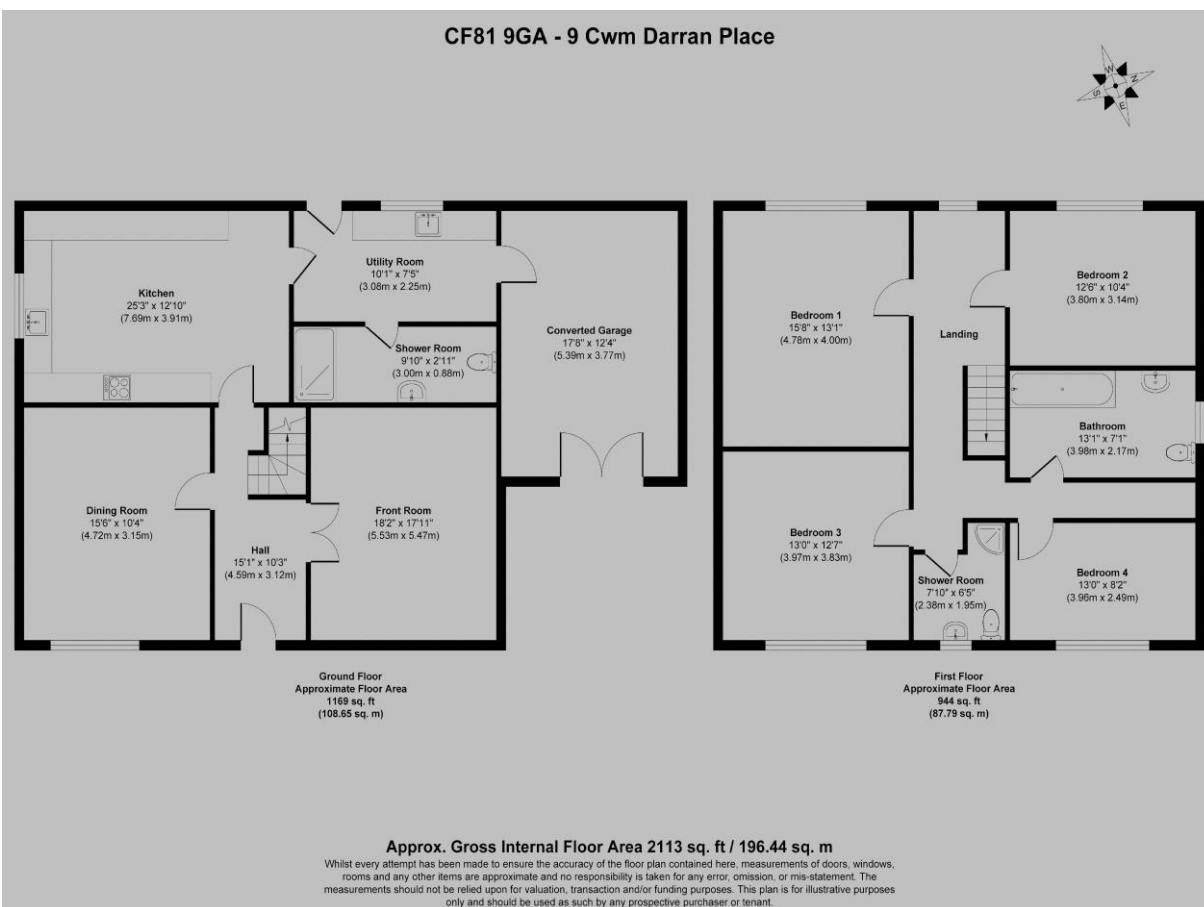 CF81 9GA - 9 Cwm Darran Place
W
N
S
E
Kitchen
25'3" x 12'10"
(7.69m x 3.91m)
Utility Room
10'1" x 7'5"
(3.08m x 2.25m)
Shower Room
9'10" x 2'11"
(3.00m x 0.88m)
Converted Garage
17'8" x 12'4"
(5.39m x 3.77m)
Dining Room
15'6" x 10'4"
(4.72m x 3.15m)
Hall
15'1" x 10'3"
(4.59m x 3.12m)
Front Room
18'2" x 17'11"
(5.53m x 5.47m)
Ground Floor
Approximate Floor Area
1169 sq. ft
(108.65 sq. m)
Bedroom 1
15'8" x 13'1"
(4.78m x 4.00m)
Landing
Bedroom 2
12'6" x 10'4"
(3.80m x 3.14m)
Bathroom
13'1" x 7'1"
(3.98m x 2.17m)
Bedroom 3
13'0" x 12'7"
(3.97m x 3.83m)
Shower Room
7'10" x 6'5"
(2.38m x 1.95m)
Bedroom 4
13'0" x 8'2"
(3.96m x 2.49m)
First Floor
Approximate Floor Area
944 sq. ft
(87.79 sq. m)
Approx. Gross Internal Floor Area 2113 sq. ft / 196.44 sq. m
Whilst every attempt has been made to ensure the accuracy of the floor plan contained here, measurements of doors, windows,
rooms and any other items are approximate and no responsibility is taken for any error, omission, or mis-statement. The
measurements should not be relied upon for valuation, transaction and/or funding purposes. This plan is for illustrative purposes
only and should be used as such by any prospective purchaser or tenant.